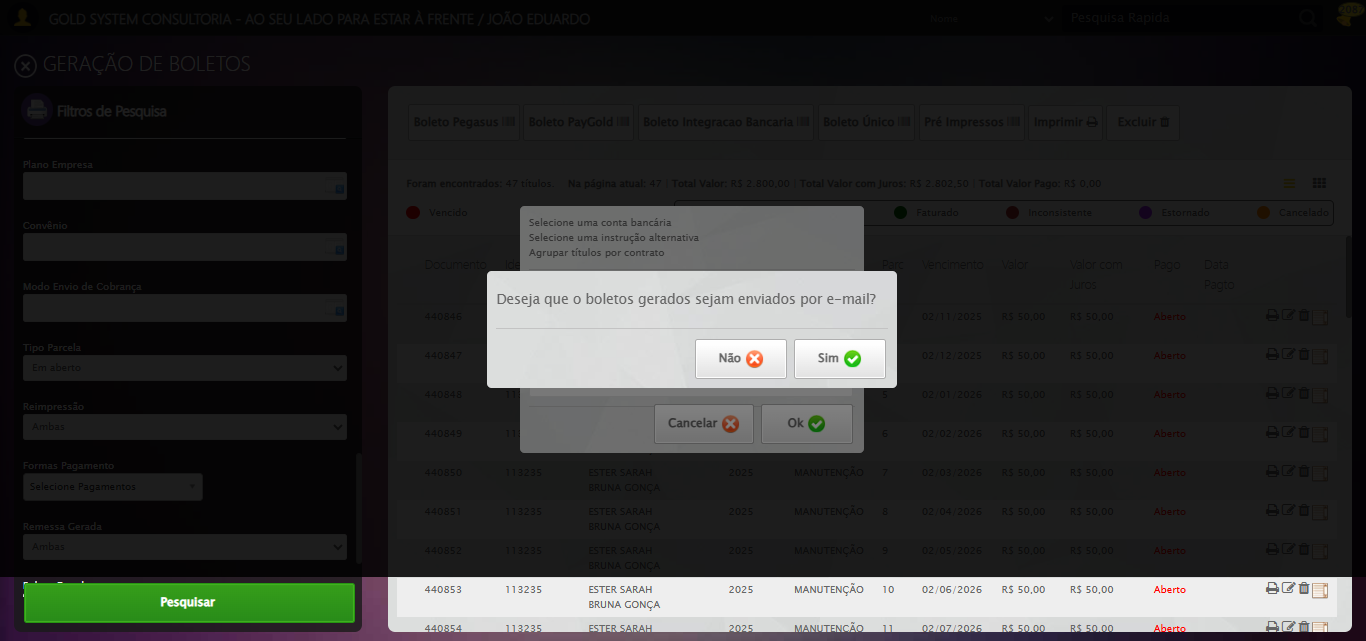 GOLD SYSTEM CONSULTORIA - AO SEU LADO PARA ESTAR À FRENTE / JOÃO EDUARDO
Nome
Pesquisa Rapida
GERAÇÃO DE BOLETOS
Filtros de Pesquisa
Plano Empresa
Convênio
Modo Envio de Cobrança
Tipo Parcela
Em aberto
Reimpressão
Ambas
Formas Pagamento
Selecione Pagamentos
Remessa Gerada
Ambas
Pesquisar
Boleto Pegasus
Boleto PayGold
Boleto Integracao Bancaria
Boleto Único
Pré Impressos
Imprimir
Excluir
Foram encontrados: 47 títulos. Na página atual: 47 | Total Valor: R$ 2.800,00 | Total Valor com Juros: R$ 2.802,50 | Total Valor Pago: R$ 0,00
Vencido
Faturado
Inconsistente
Estornado
Cancelado
Selecione uma conta bancária
Selecione uma instrução alternativa
Agrupar títulos por contrato
Deseja que o boletos gerados sejam enviados por e-mail?
Não
Sim
Cancelar
Ok
Documento Parc Vencimento Valor Valor com Juros Pago Data Pagto
440846 02/11/2025 R$ 50,00 R$ 50,00 Aberto
440847 02/12/2025 R$ 50,00 R$ 50,00 Aberto
440848 5 02/01/2026 R$ 50,00 R$ 50,00 Aberto
440849 6 02/02/2026 R$ 50,00 R$ 50,00 Aberto
440850 113235 ESTER SARAH 2025 MANUTENÇÃO 7 02/03/2026 R$ 50,00 R$ 50,00 Aberto
BRUNA GONÇA
440851 113235 ESTER SARAH 2025 MANUTENÇÃO 8 02/04/2026 R$ 50,00 R$ 50,00 Aberto
BRUNA GONÇA
440852 113235 ESTER SARAH 2025 MANUTENÇÃO 9 02/05/2026 R$ 50,00 R$ 50,00 Aberto
BRUNA GONÇA
440853 113235 ESTER SARAH 2025 MANUTENÇÃO 10 02/06/2026 R$ 50,00 R$ 50,00 Aberto
BRUNA GONÇA
440854 113235 ESTER SARAH 2025 MANUTENÇÃO 11 02/07/2026 R$ 50,00 R$ 50,00 Aberto